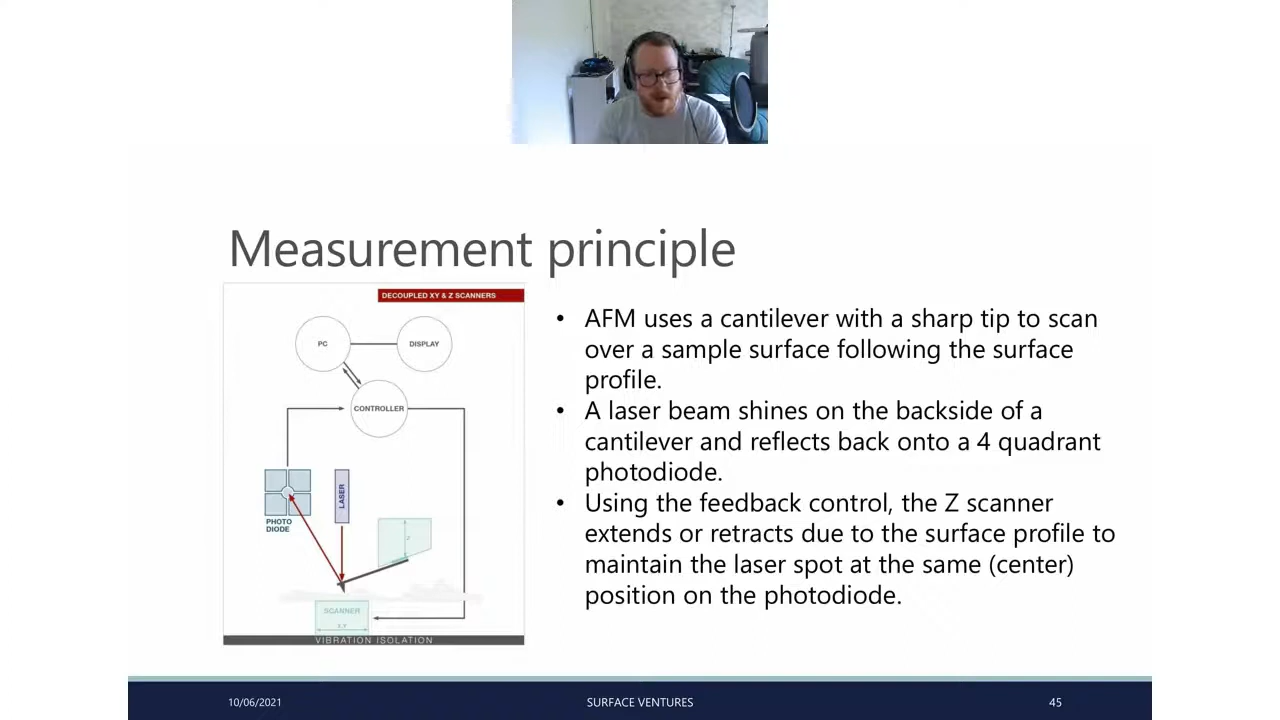 Measurement principle
DECOUPLED XY & Z SCANNERS
PC
DISPLAY
CONTROLLER
LASER
PHOTO
DIODE
Z
SCANNER
X,Y
VIBRATION ISOLATION
• AFM uses a cantilever with a sharp tip to scan
over a sample surface following the surface
profile.
• A laser beam shines on the backside of a
cantilever and reflects back onto a 4 quadrant
photodiode.
• Using the feedback control, the Z scanner
extends or retracts due to the surface profile to
maintain the laser spot at the same (center)
position on the photodiode.
10/06/2021
SURFACE VENTURES
45